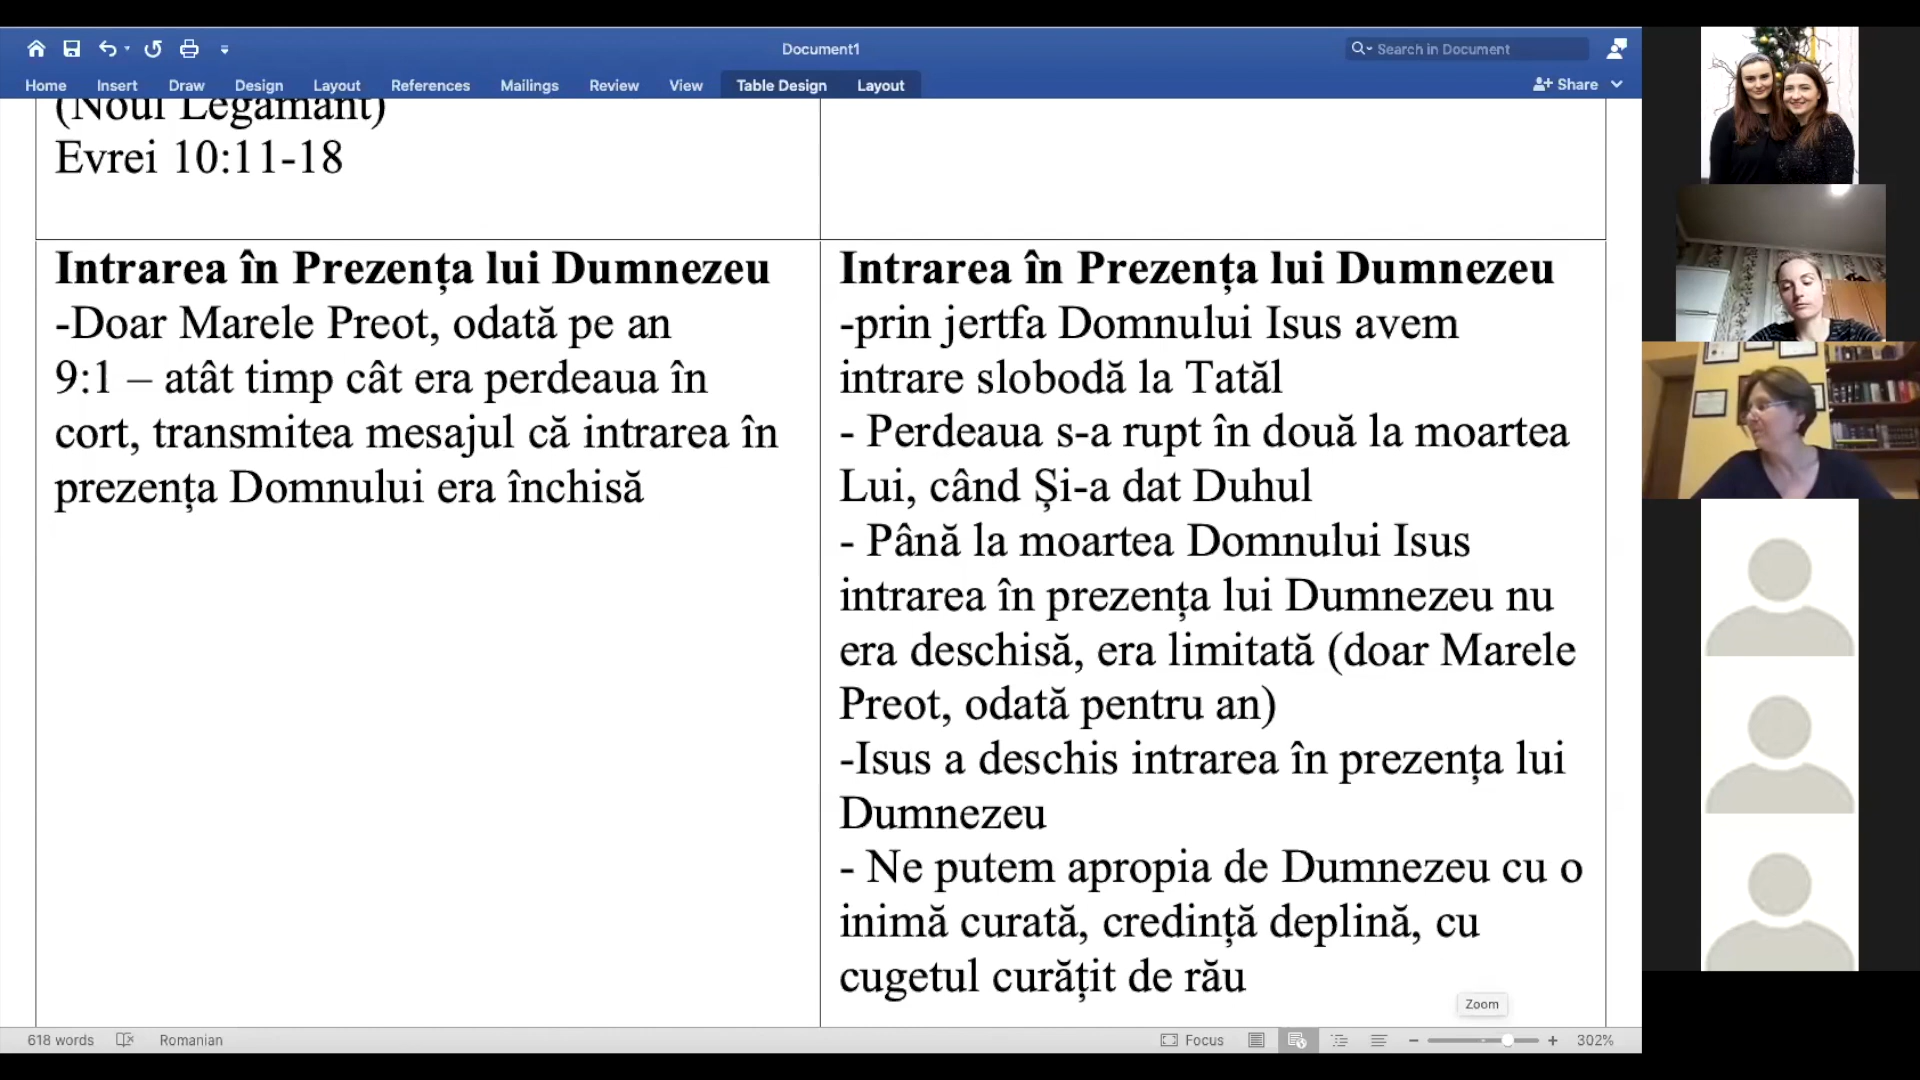 Document1
Search in Document
Home Insert Draw Design Layout References Mailings Review View Table Design Layout
Share
(Noul Legământ)
Evrei 10:11-18
Intrarea în Prezența lui Dumnezeu
-Doar Marele Preot, odată pe an
9:1 – atât timp cât era perdeaua în
cort, transmitea mesajul că intrarea în
prezența Domnului era închisă
Intrarea în Prezența lui Dumnezeu
-prin jertfa Domnului Isus avem
intrare slobodă la Tatăl
- Perdeaua s-a rupt în două la moartea
Lui, când Și-a dat Duhul
- Până la moartea Domnului Isus
intrarea în prezența lui Dumnezeu nu
era deschisă, era limitată (doar Marele
Preot, odată pentru an)
-Isus a deschis intrarea în prezența lui
Dumnezeu
- Ne putem apropia de Dumnezeu cu o
inimă curată, credință deplină, cu
cugetul curățit de rău
Zoom
618 words Romanian Focus 302%